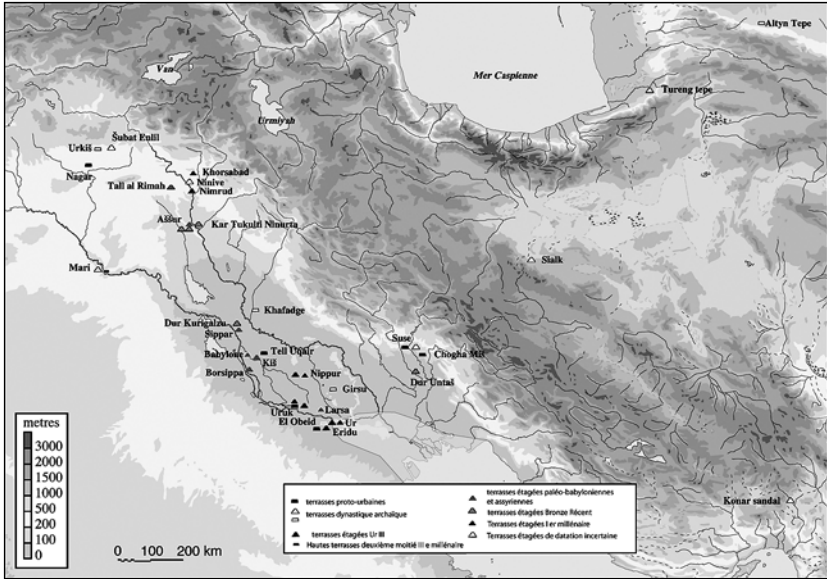 Altyn Tepe
Van
Mer Caspienne
Tureng tepe
Urmiyah
Šubat Enlil
Urkiš
Nagar
Khorsabad
Ninive
Tall al Rimah
Nimrud
Aššur
Kar Tukulti Ninurta
Sialk
Mari
Khafadge
Dur Kurigalzu
Sippar
Suse
Chogha MR
Babylone
Tell Uqair
Kiš
Borsippa
Nippur
Dur Untaš
Girsu
Uruk
Larsa
El Obeid
Ur
Eridu
metres
3000
2000
1500
1000
500
200
100
0
Konar sandal
0 100 200 km
terrasses proto-urbaines
terrasses dynastique archaïque
terrasses étagées Ur III
Hautes terrasses deuxième moitié III e millénaire
terrasses étagées paléo-babyloniennes
et assyriennes
terrasses étagées Bronze Récent
Terrasses étagées I er millénaire
Terrasses étagées de datation incertaine